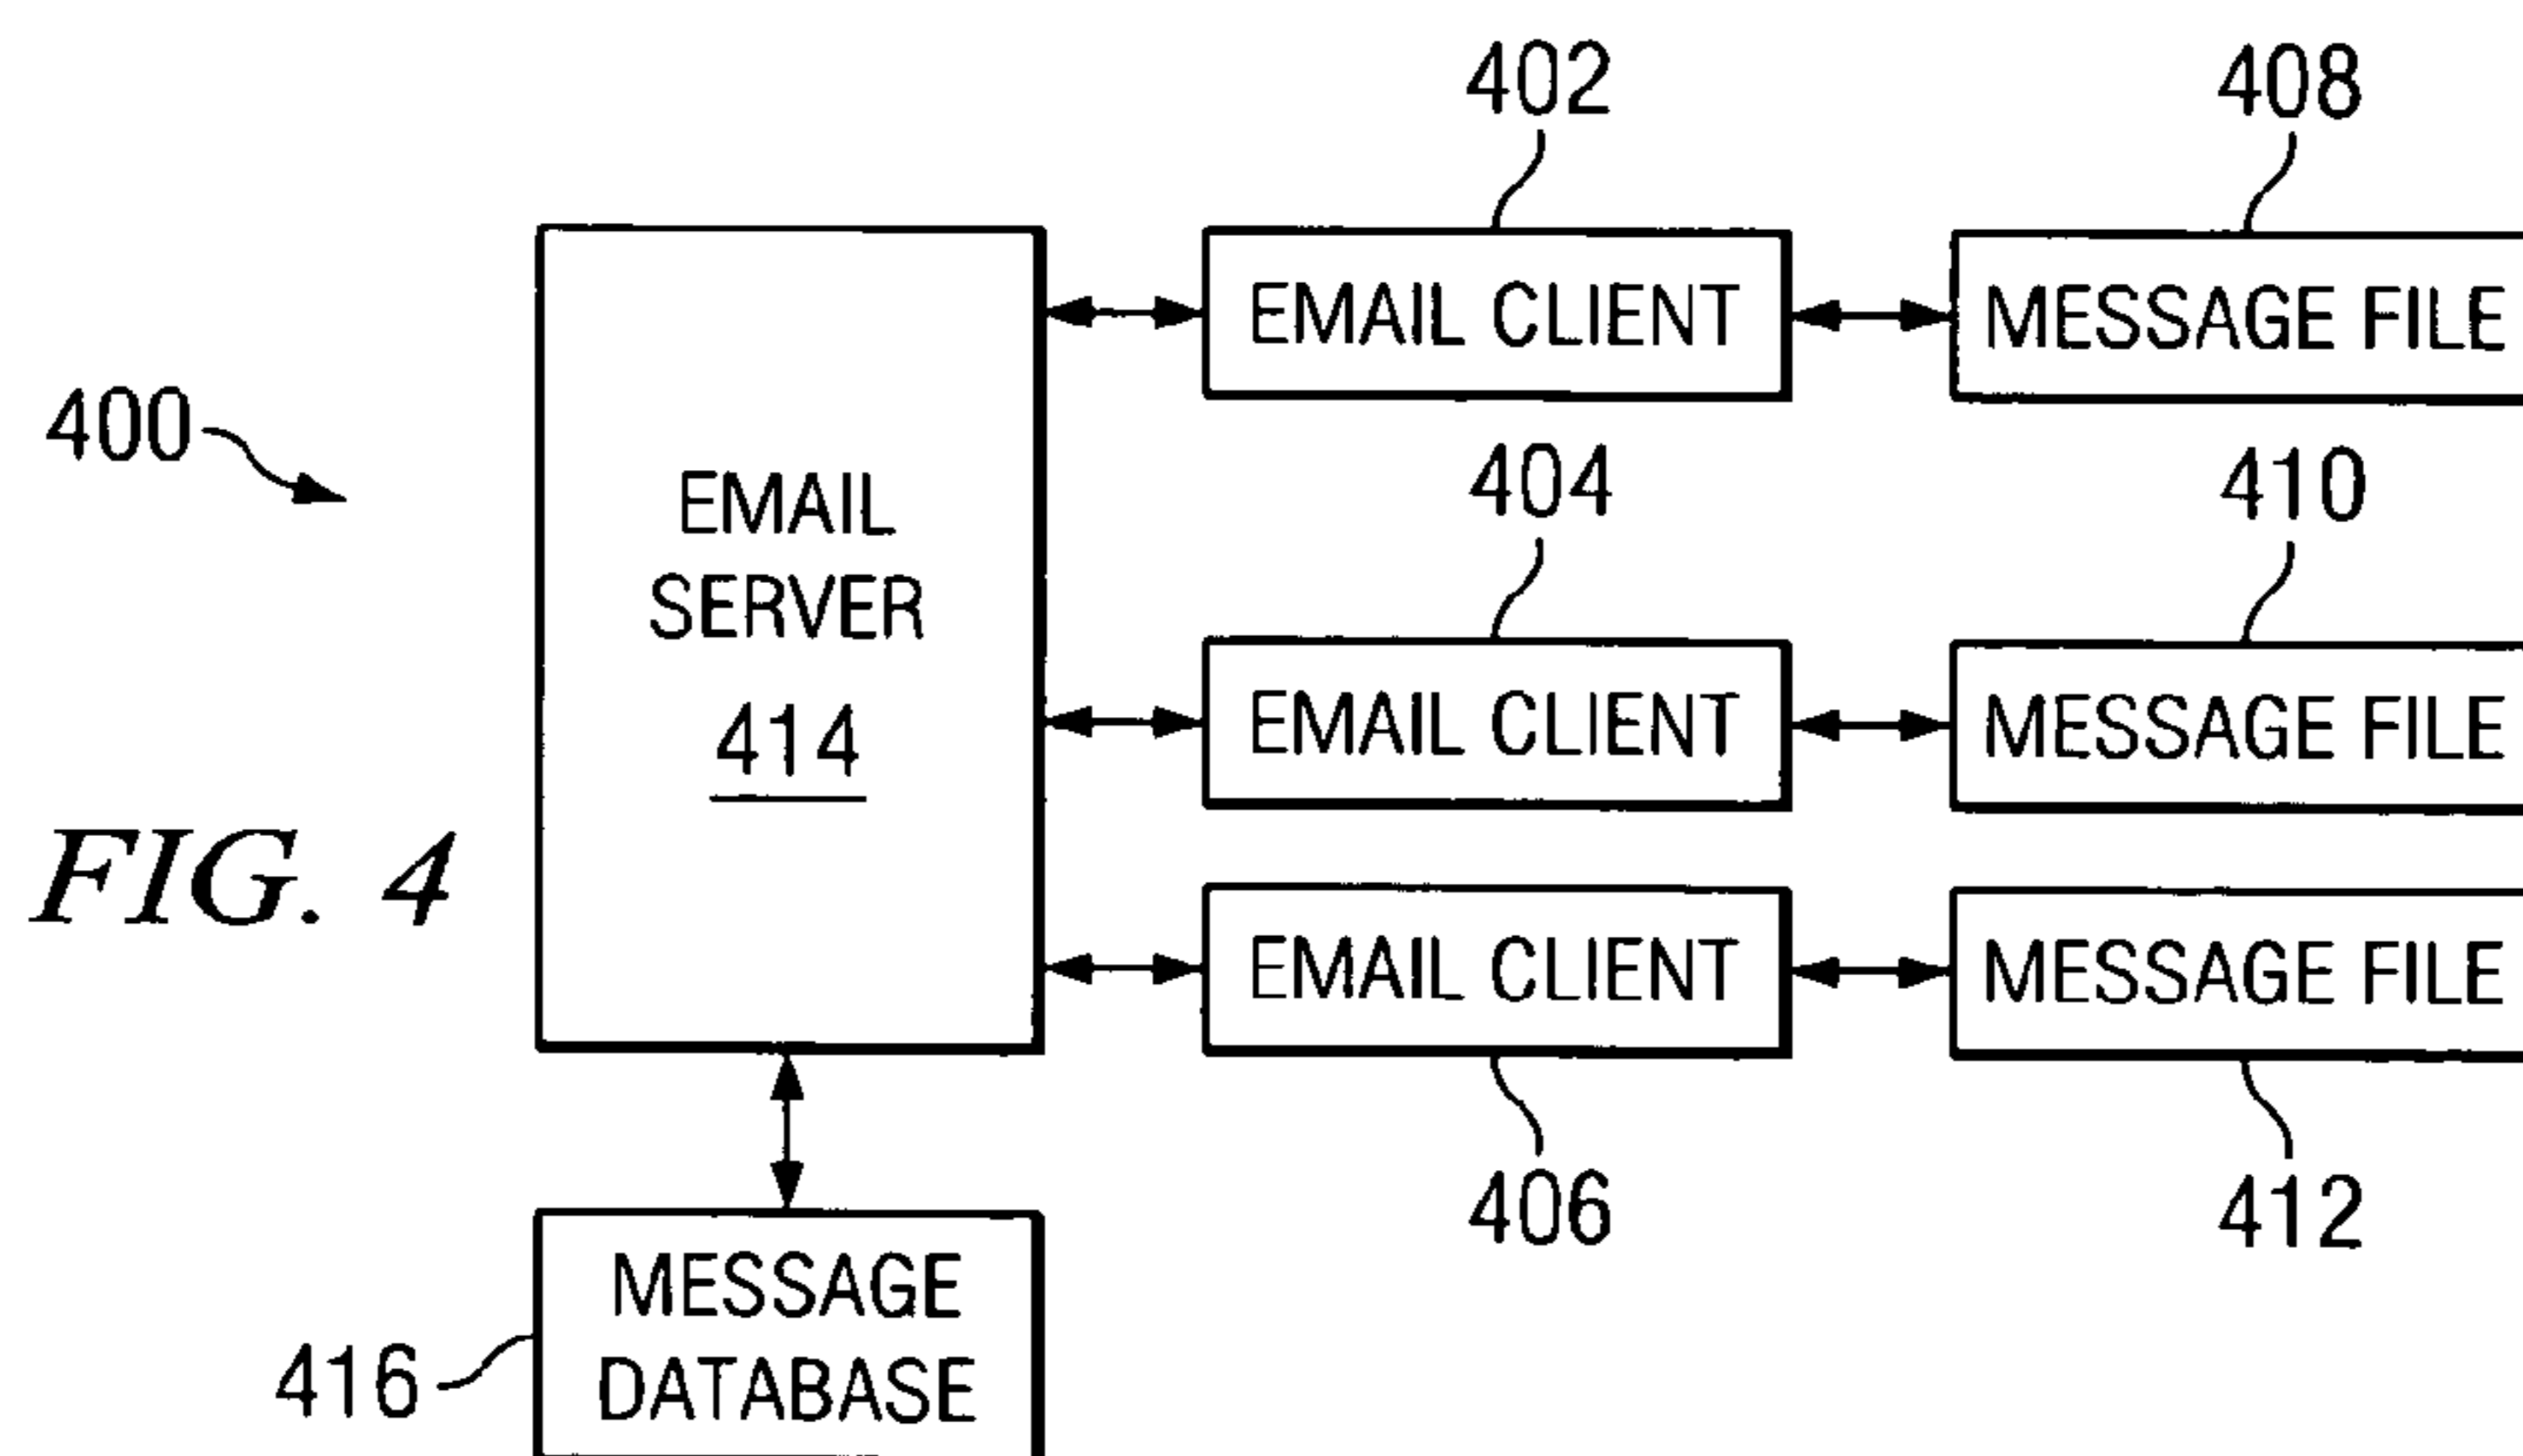 402
408
EMAIL CLIENT
MESSAGE FILE
400
EMAIL
SERVER
414
404
410
EMAIL CLIENT
MESSAGE FILE
FIG. 4
EMAIL CLIENT
MESSAGE FILE
406
412
MESSAGE
DATABASE
416